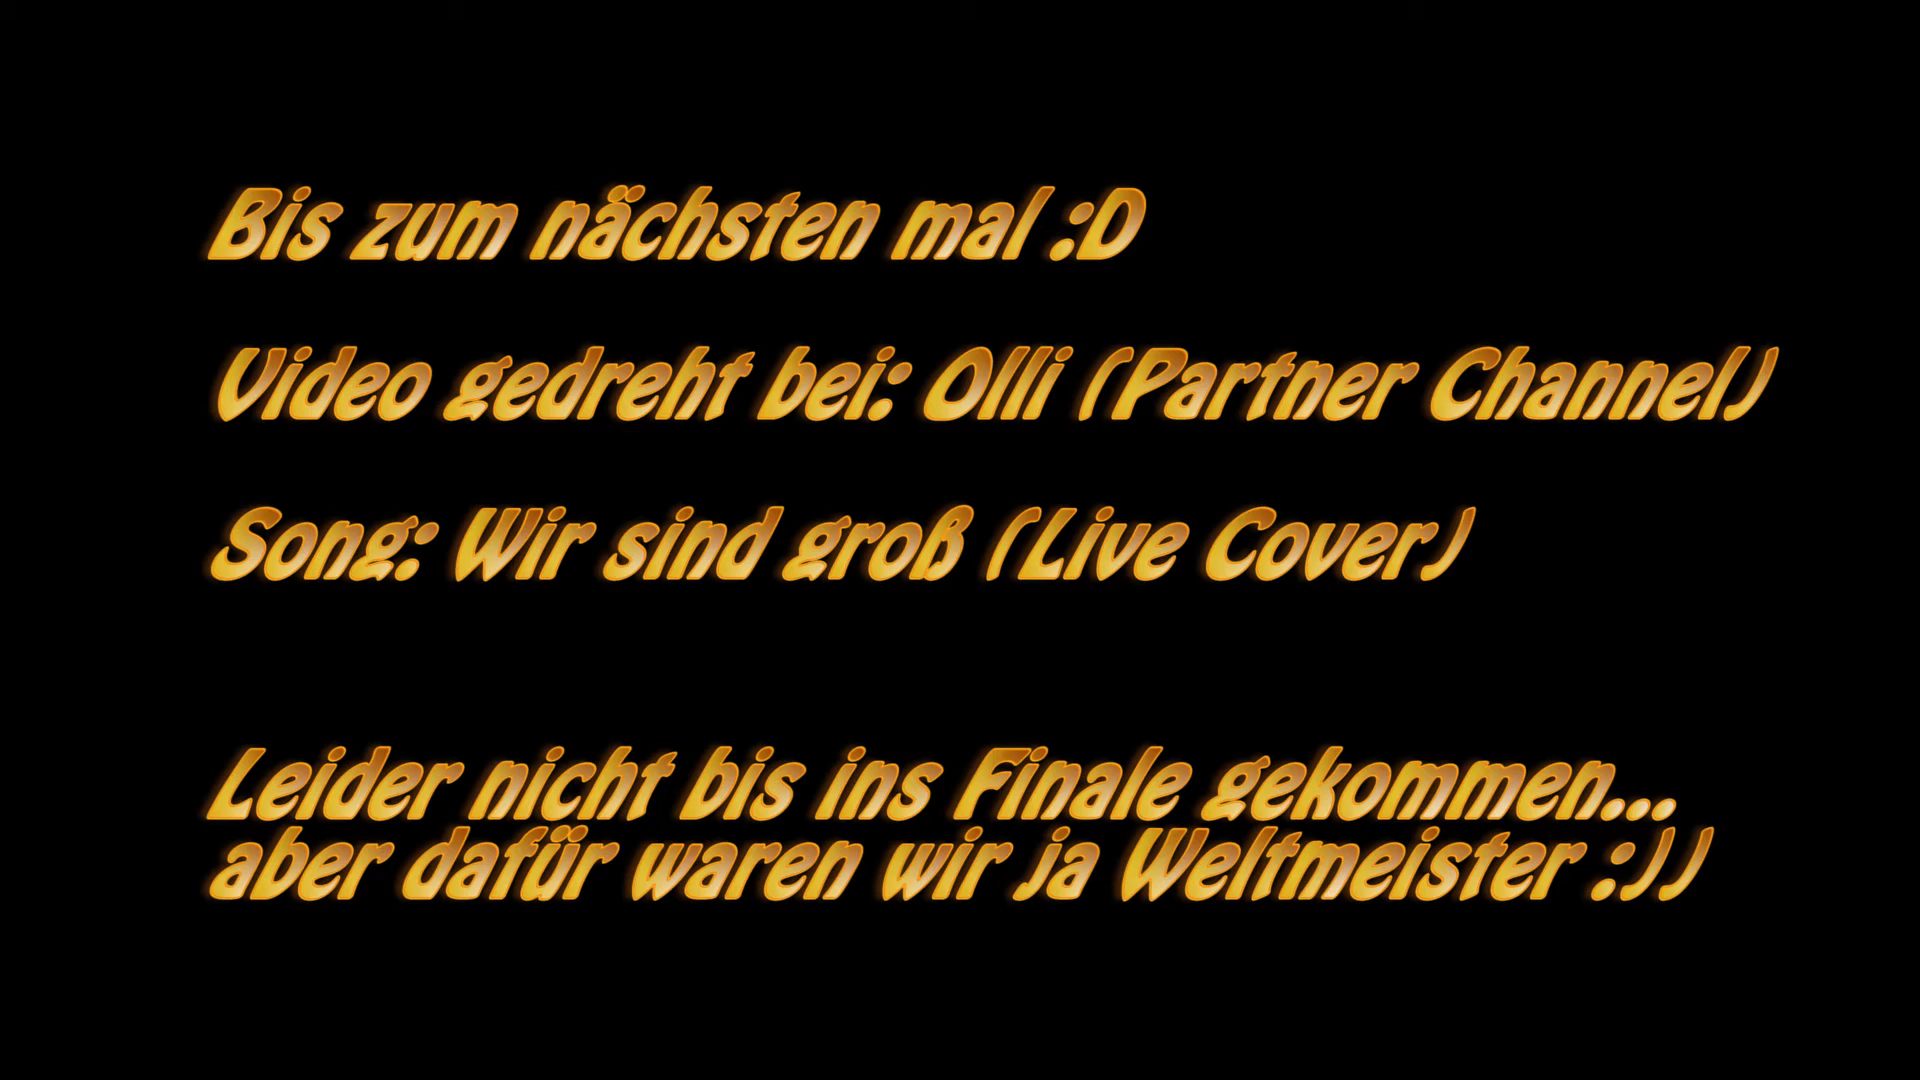 Bis zum nächsten mal :D
Video gedreht bei: Olli (Partner Channel)
Song: Wir sind groß (Live Cover)
Leider nicht bis ins Finale gekommen...
aber dafür waren wir ja Weltmeister :))